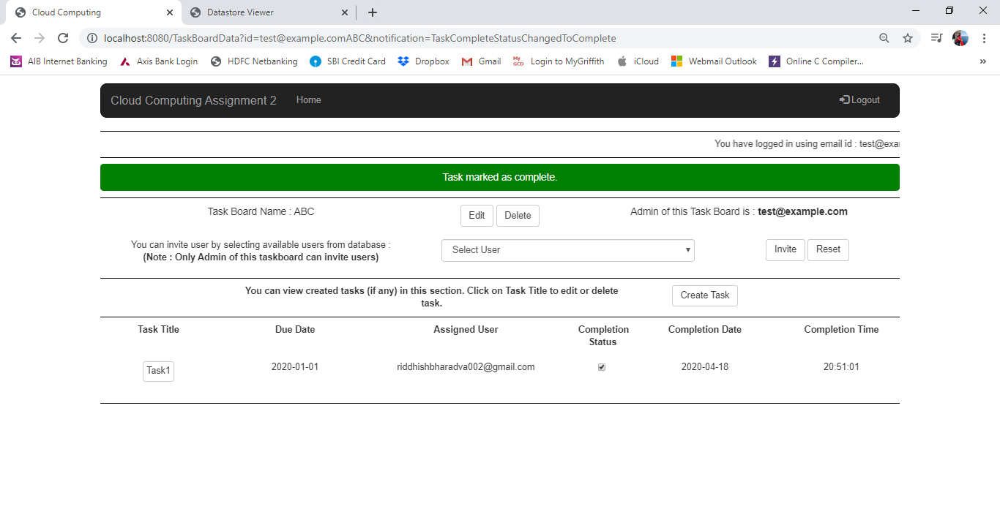 Cloud Computing
Datastore Viewer
localhost:8080/TaskBoardData?id=test@example.comABC&notification=TaskCompleteStatusChangedToComplete
AIB Internet Banking
Axis Bank Login
HDFC Netbanking
SBI Credit Card
Dropbox
Gmail
My GCD.
Login to MyGriffith
iCloud
Webmail Outlook
Online C Compiler...
Cloud Computing Assignment 2 Home Logout
You have logged in using email id : test@exa
Task marked as complete.
Task Board Name : ABC Edit Delete Admin of this Task Board is : test@example.com
You can invite user by selecting available users from database :
(Note : Only Admin of this taskboard can invite users)
Select User Invite Reset
You can view created tasks (if any) in this section. Click on Task Title to edit or delete
task.
Create Task
Task Title Due Date Assigned User Completion Status Completion Date Completion Time
Task1 2020-01-01 riddhishbharadva002@gmail.com 2020-04-18 20:51:01